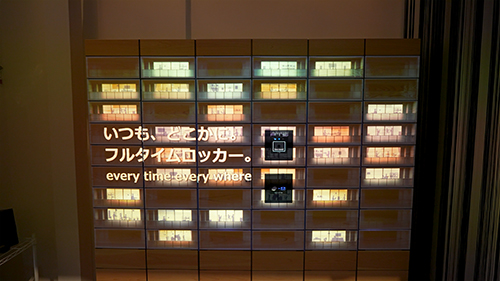 いつも、どこかに。
フルタイムロッカー。
every time every where